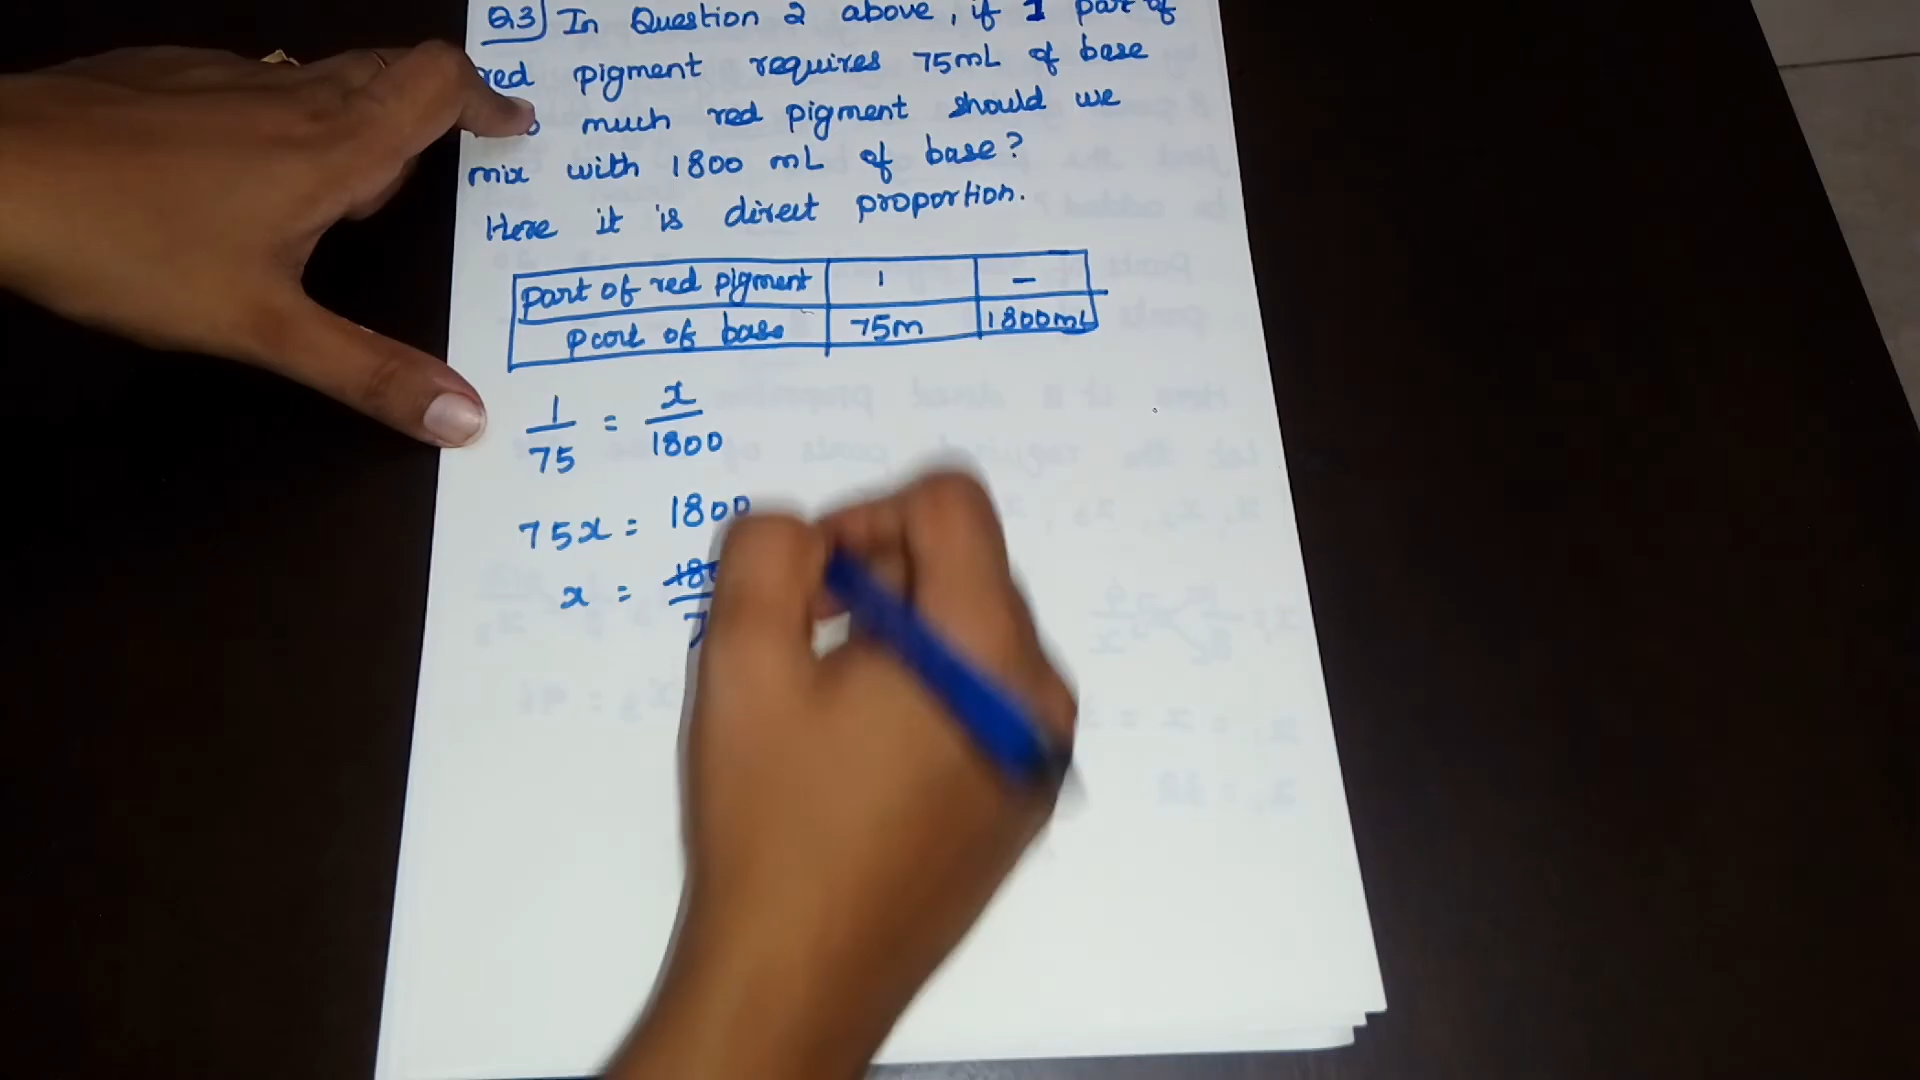 Q3) In Question 2 above, if 1 part of
red pigment requires 75mL of base
much red pigment should we
mix with 1800 mL of base?
Here it is direct proportion.
part of red pigment | 1 | -
part of base | 75m | 1800mL
1/75 = x/1800
75x = 1800
x =